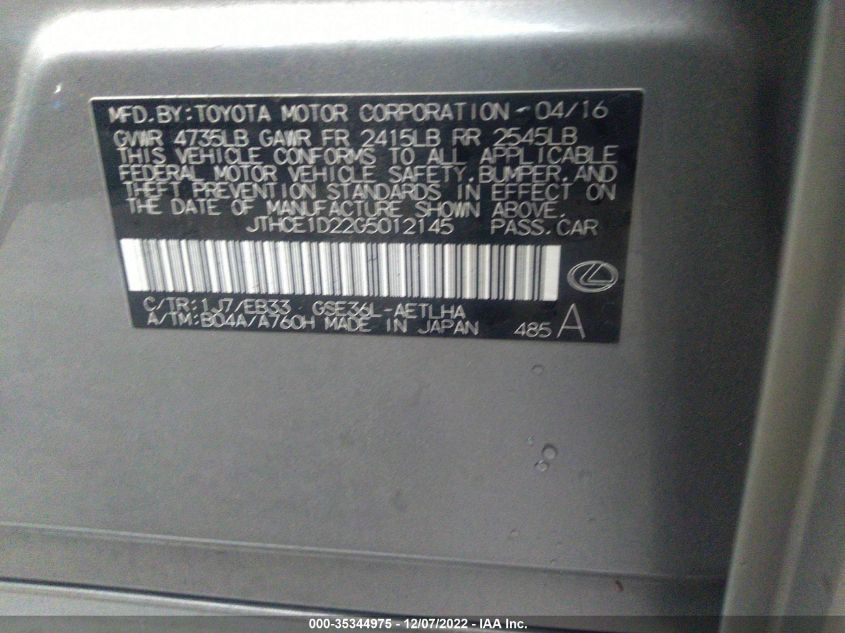 MFD.BY:TOYOTA MOTOR CORPORATION 04/16
GVWR 4735LB GAWR FR 2415LB RR 2545LB
THIS VEHICLE CONFORMS TO ALL APPLICABLE
FEDERAL MOTOR VEHICLE SAFETY,BUMPER,AND
THEFT PREVENTION STANDARDS IN EFFECT ON
THE DATE OF MANUFACTURE SHOWN ABOVE.
JTHCE1D22G5012145 PASS.CAR
C/TR:1J7/EB33 GSE36L-AETLHA
A/TM:B04A/A760H MADE IN JAPAN 485 A
000-35344975 - 12/07/2022 - IAA Inc.